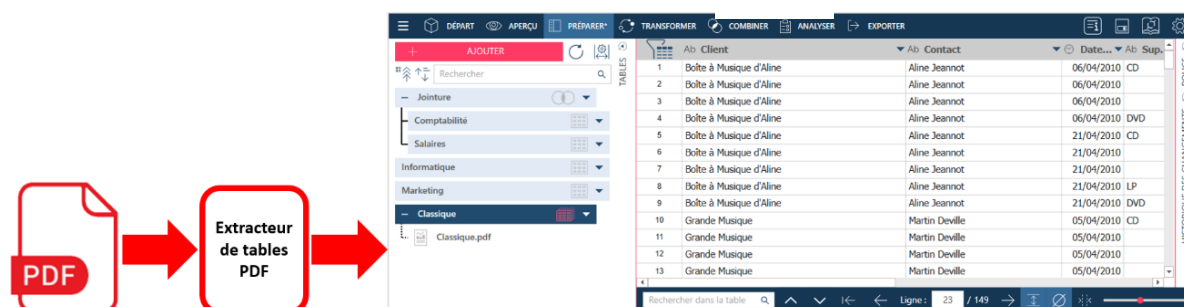 DÉPART APERÇU PRÉPARER* TRANSFORMER COMBINER ANALYSER EXPORTER
+ AJOUTER
Rechercher
Jointure
Comptabilité
Salaires
Informatique
Marketing
Classique
Classique.pdf
TABLES
Ab Client Ab Contact Date... Ab Sup.
1 Boîte à Musique d'Aline Aline Jeannot 06/04/2010 CD
2 Boîte à Musique d'Aline Aline Jeannot 06/04/2010
3 Boîte à Musique d'Aline Aline Jeannot 06/04/2010
4 Boîte à Musique d'Aline Aline Jeannot 06/04/2010 DVD
5 Boîte à Musique d'Aline Aline Jeannot 21/04/2010 CD
6 Boîte à Musique d'Aline Aline Jeannot 21/04/2010
7 Boîte à Musique d'Aline Aline Jeannot 21/04/2010
8 Boîte à Musique d'Aline Aline Jeannot 21/04/2010 LP
9 Boîte à Musique d'Aline Aline Jeannot 21/04/2010 DVD
10 Grande Musique Martin Deville 05/04/2010 CD
11 Grande Musique Martin Deville 05/04/2010
12 Grande Musique Martin Deville 05/04/2010
13 Grande Musique Martin Deville 05/04/2010
Rechercher dans la table Ligne : 23 / 149
HISTORIQUE DES CHANGEMENTS
PDF
Extracteur
de tables
PDF